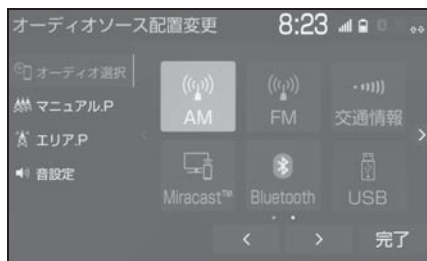 オーディオソース配置変更 8:23
オーディオ選択
マニュアル.P
エリア.P
音設定
AM FM 交通情報
Miracast™ Bluetooth USB
< > 完了